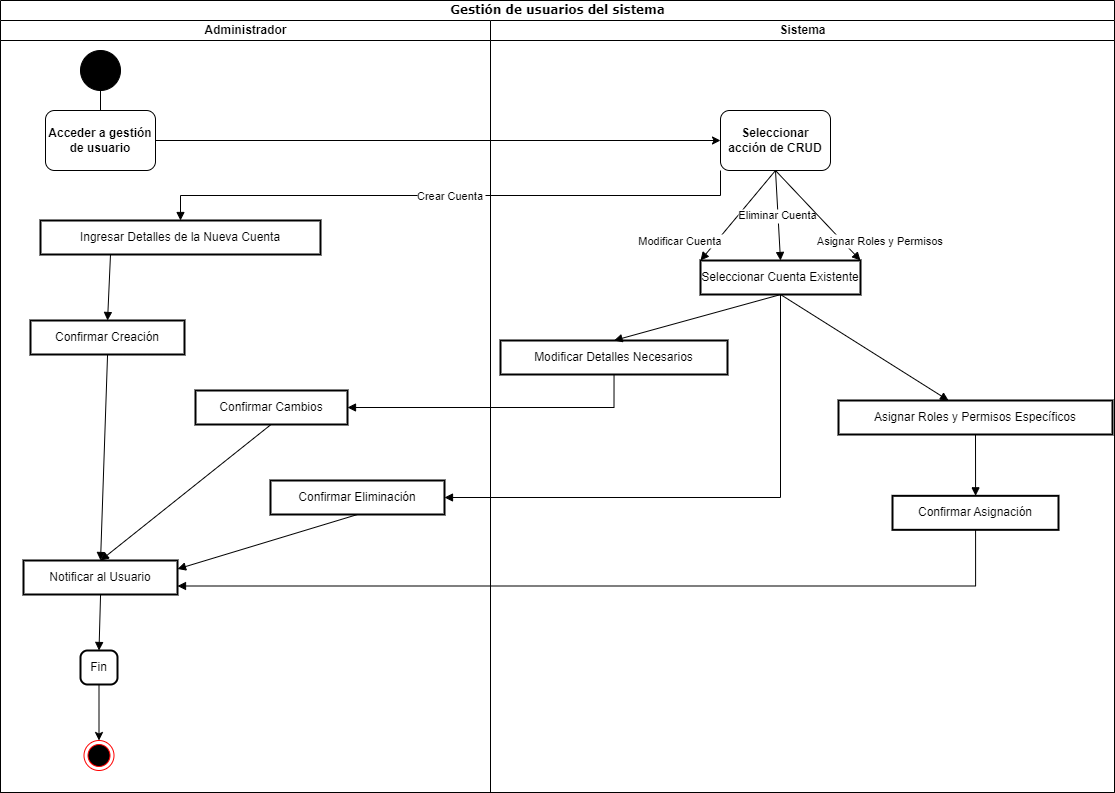 Gestión de usuarios del sistema
Administrador
Sistema
Acceder a gestión
de usuario
Seleccionar
acción de CRUD
Crear Cuenta
Eliminar Cuenta
Modificar Cuenta
Asignar Roles y Permisos
Ingresar Detalles de la Nueva Cuenta
Seleccionar Cuenta Existente
Confirmar Creación
Modificar Detalles Necesarios
Confirmar Cambios
Asignar Roles y Permisos Específicos
Confirmar Eliminación
Confirmar Asignación
Notificar al Usuario
Fin